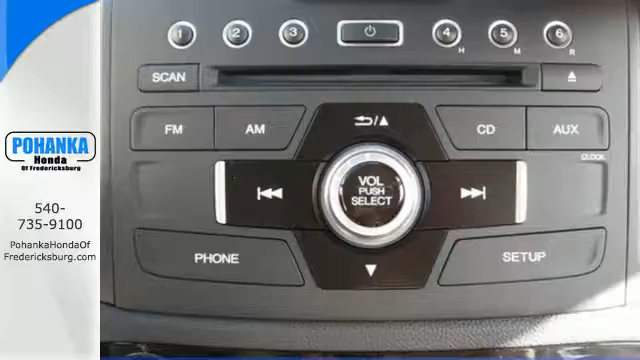 POHANKA
Honda
Of Fredericksburg
540-
735-9100
PohankaHondaOf
Fredericksburg.com
1 2 3 4 5 6
H M R
SCAN
FM AM CD AUX
CLOCK
VOL
PUSH
SELECT
PHONE SETUP